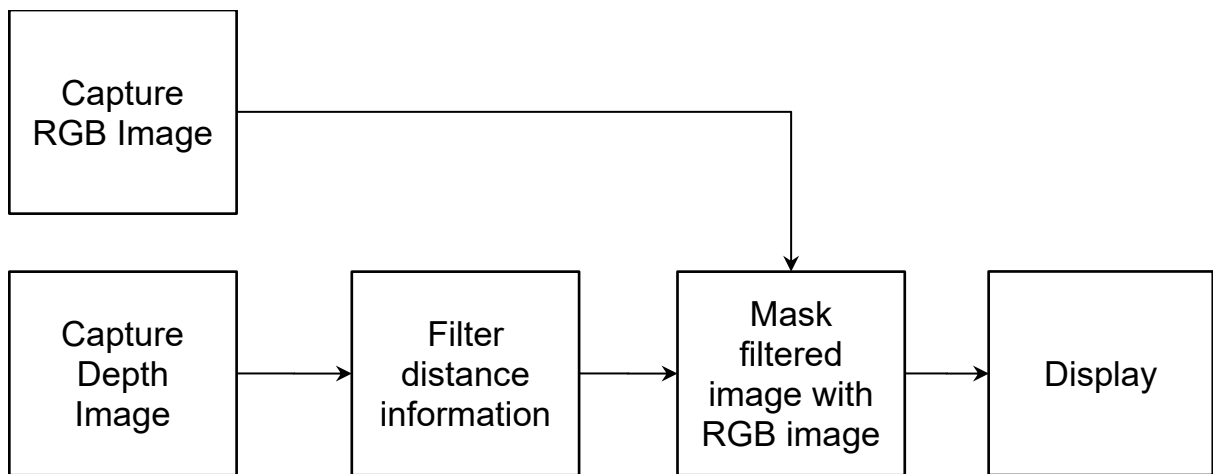 Capture
RGB Image
Capture
Depth
Image
Filter
distance
information
Mask
filtered
image with
RGB image
Display